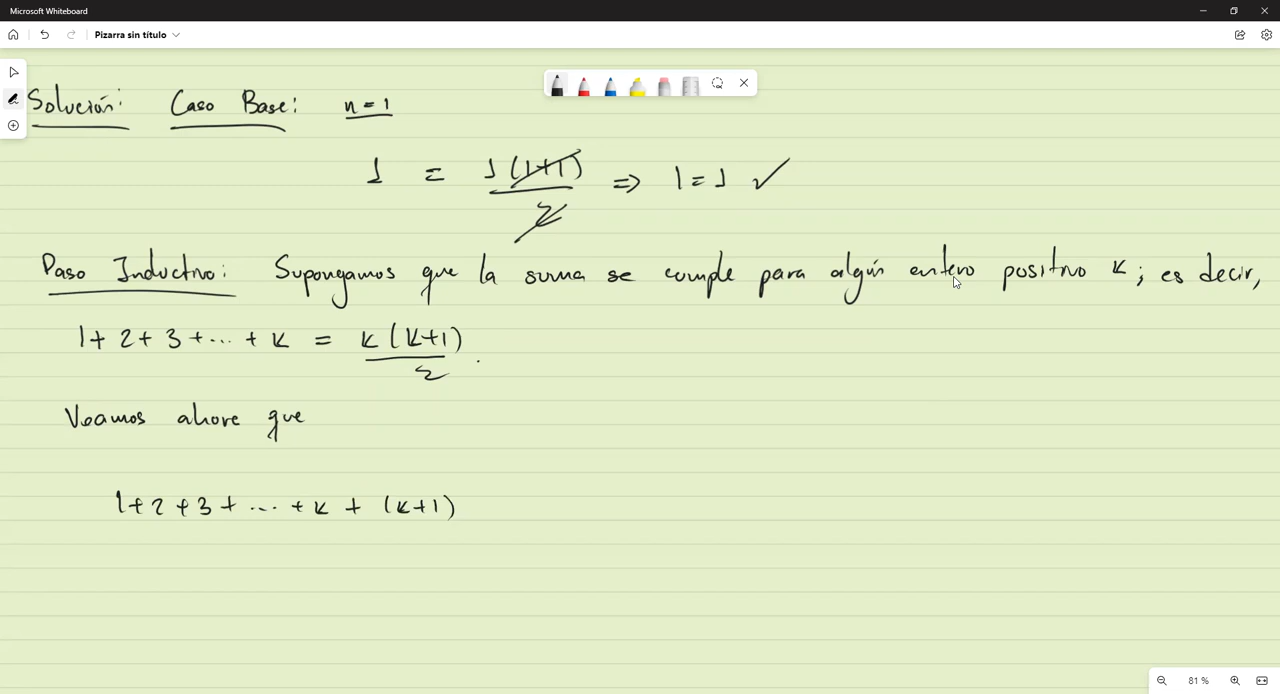 Microsoft Whiteboard
Pizarra sin título
Solución: Caso Base: n = 1
1 = 1(1+1)/2 => 1 = 1 ✓
Paso Inductivo: Supongamos que la suma se cumple para algún entero positivo k; es decir,
1 + 2 + 3 + ... + k = k(k+1)/2.
Veamos ahora que
1 + 2 + 3 + ... + k + (k+1)
81 %